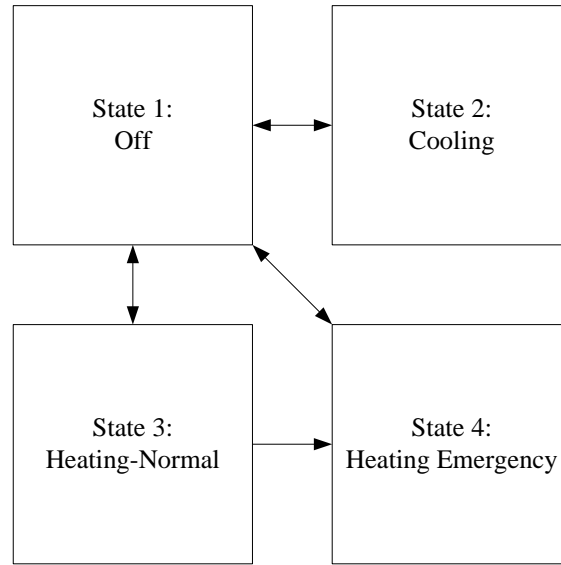 State 1:
Off
State 2:
Cooling
State 3:
Heating-Normal
State 4:
Heating Emergency